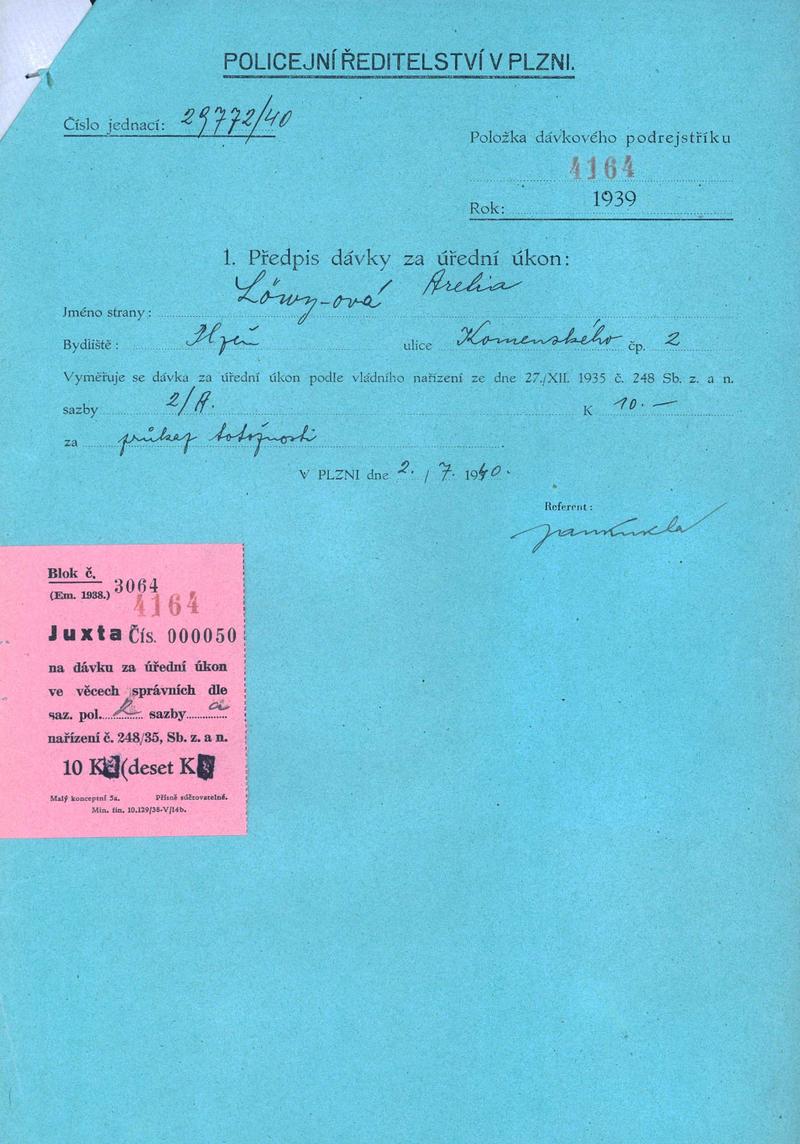 POLICEJNÍ ŘEDITELSTVÍ V PLZNI.
Číslo jednací: 29772/40
Položka dávkového podrejstříku
4164
Rok: 1939
1. Předpis dávky za úřední úkon:
Jméno strany: Löwy-ová Arelia
Bydliště: Plzeň ulice Komenského čp. 2
Vyměřuje se dávka za úřední úkon podle vládního nařízení ze dne 27./XII. 1935 č. 248 Sb. z. a n.
sazby 2/A. K 10.—
za průkaz totožnosti
V PLZNI dne 2. / 7. 1940.
Referent:
Blok č. 3064
(Em. 1938.) 4164
Juxta Čís. 000050
na dávku za úřední úkon
ve věcech správních dle
saz. pol. 2 sazby a
nařízení č. 248/35, Sb. z. a n.
10 K (deset K
Malý konceptní 5a. Přísně súčtovatelné.
Min. fin. 10.129/38-V/14b.